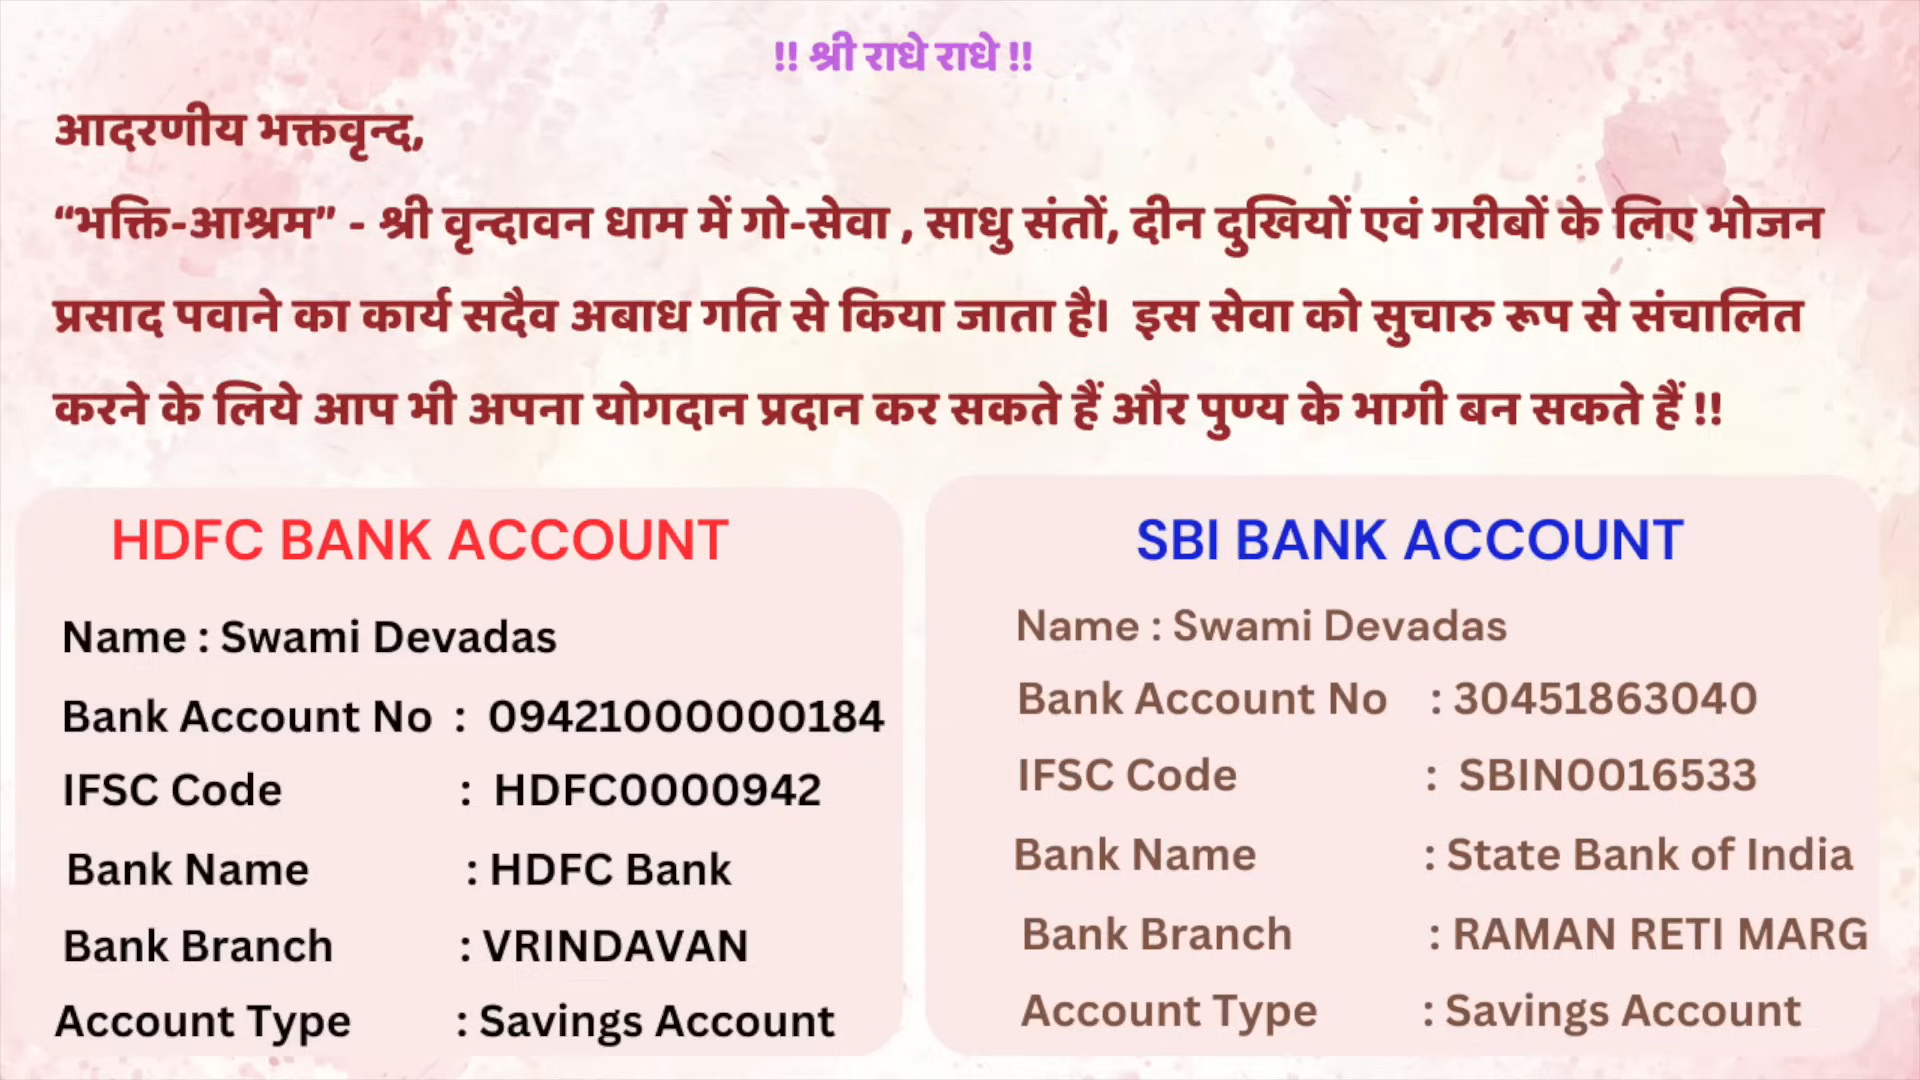 !! श्री राधे राधे !!
आदरणीय भक्तवृन्द,
“भक्ति-आश्रम” - श्री वृन्दावन धाम में गो-सेवा , साधु संतों, दीन दुखियों एवं गरीबों के लिए भोजन
प्रसाद पवाने का कार्य सदैव अबाध गति से किया जाता है। इस सेवा को सुचारु रूप से संचालित
करने के लिये आप भी अपना योगदान प्रदान कर सकते हैं और पुण्य के भागी बन सकते हैं !!
HDFC BANK ACCOUNT
Name : Swami Devadas
Bank Account No : 09421000000184
IFSC Code : HDFC0000942
Bank Name : HDFC Bank
Bank Branch : VRINDAVAN
Account Type : Savings Account
SBI BANK ACCOUNT
Name : Swami Devadas
Bank Account No : 30451863040
IFSC Code : SBIN0016533
Bank Name : State Bank of India
Bank Branch : RAMAN RETI MARG
Account Type : Savings Account